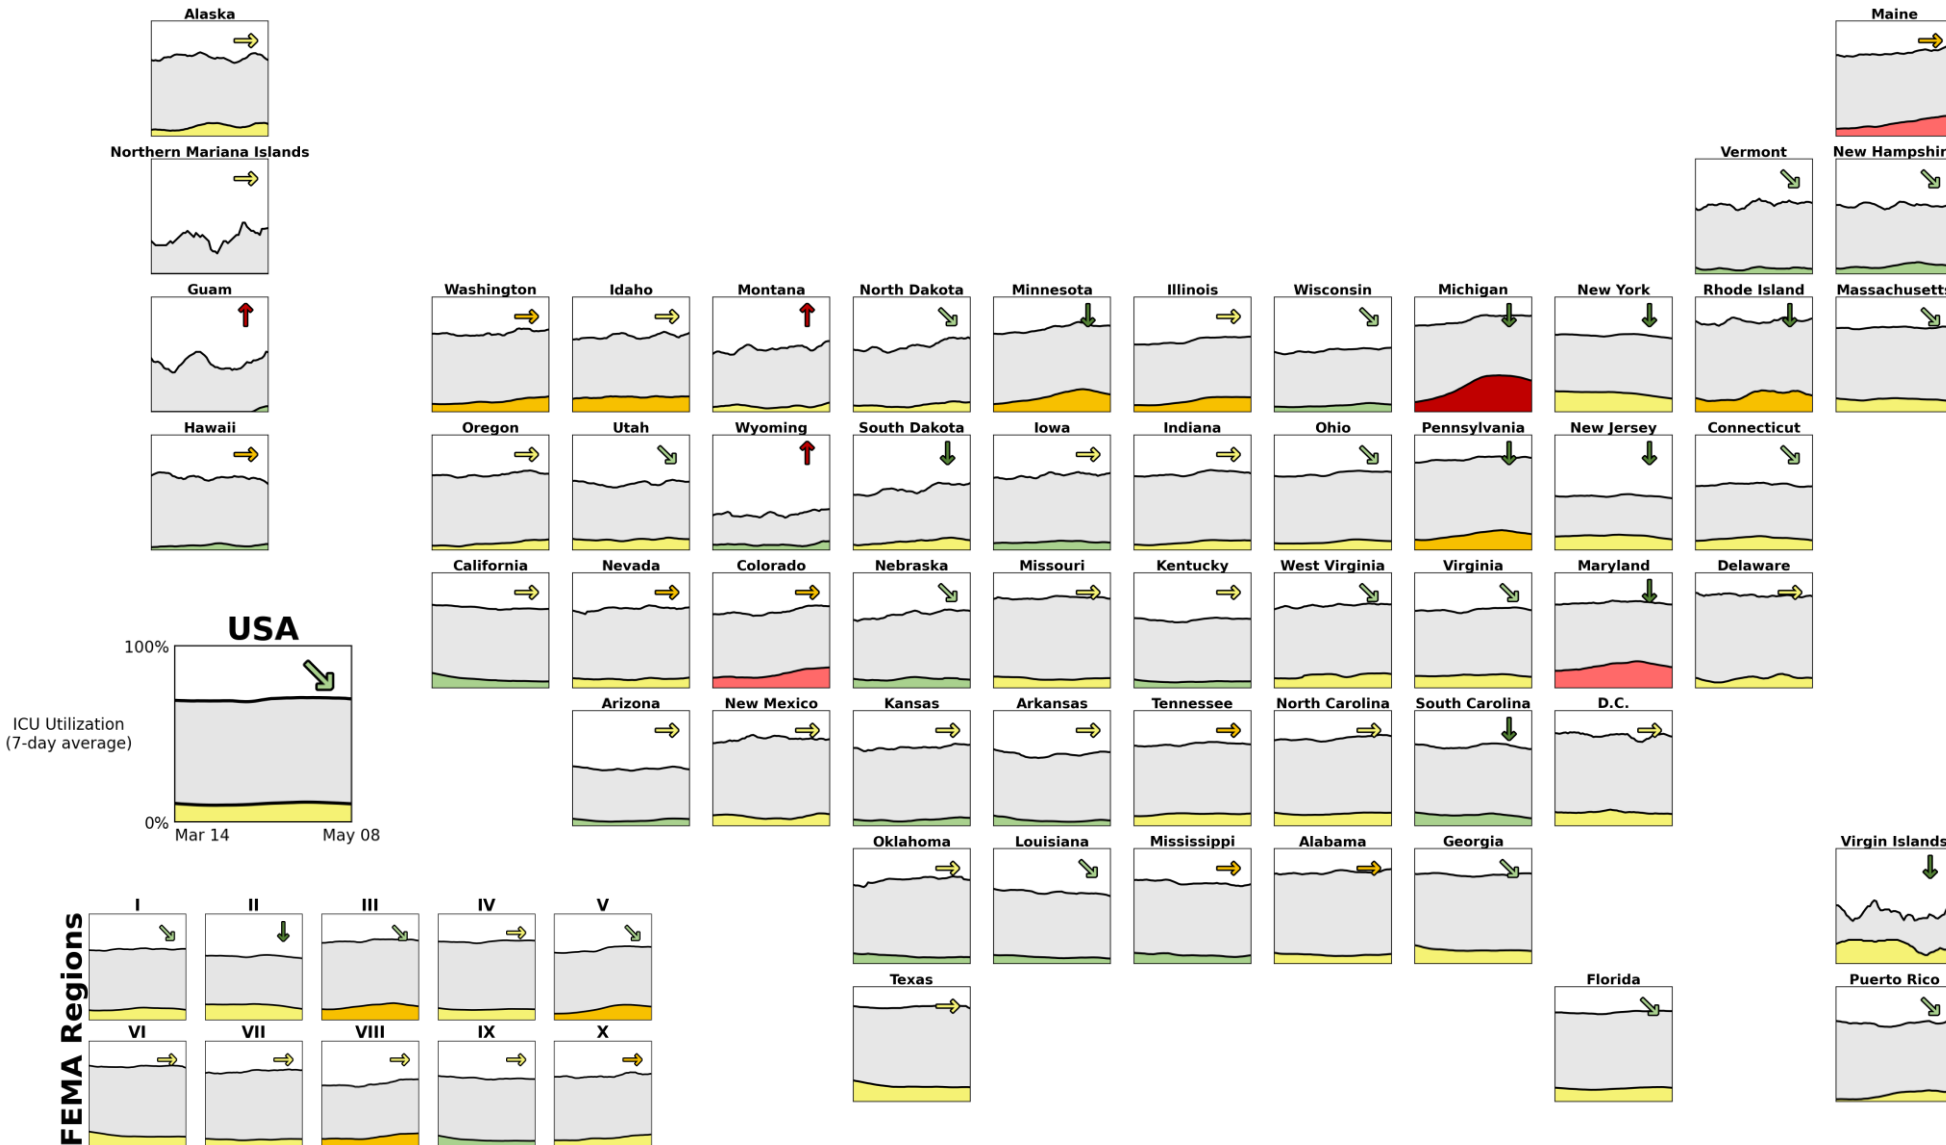 Alaska
Maine
Northern Mariana Islands
Vermont
New Hampshir
Guam
Washington
Idaho
Montana
North Dakota
Minnesota
Illinois
Wisconsin
Michigan
New York
Rhode Island
Massachusetts
Hawaii
Oregon
Utah
Wyoming
South Dakota
Iowa
Indiana
Ohio
Pennsylvania
New Jersey
Connecticut
California
Nevada
Colorado
Nebraska
Missouri
Kentucky
West Virginia
Virginia
Maryland
Delaware
USA
100%
ICU Utilization
(7-day average)
0%
Mar 14
May 08
Arizona
New Mexico
Kansas
Arkansas
Tennessee
North Carolina
South Carolina
D.C.
Oklahoma
Louisiana
Mississippi
Alabama
Georgia
Virgin Islands
FEMA Regions
I
II
III
IV
V
Texas
Florida
Puerto Rico
VI
VII
VIII
IX
X